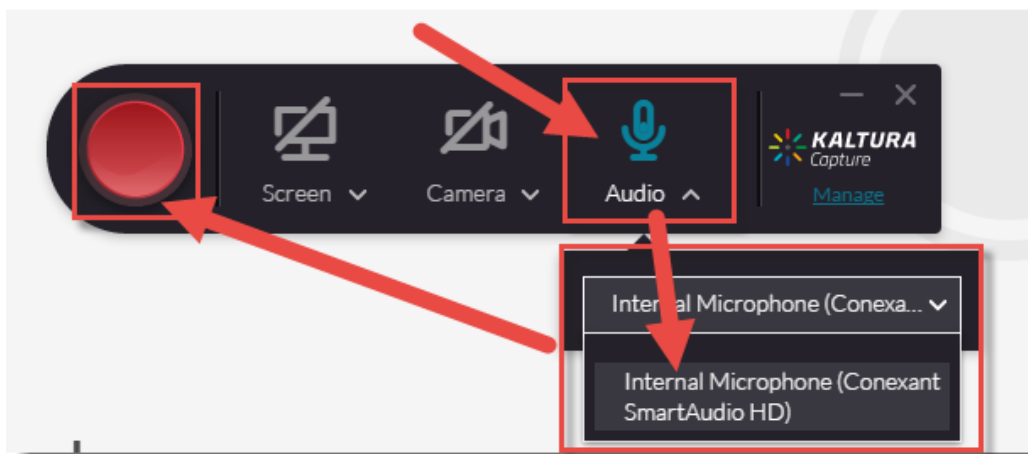 KALTURA
Capture
Screen
Camera
Audio
Manage
Internal Microphone (Conexa...
Internal Microphone (Conexant
SmartAudio HD)